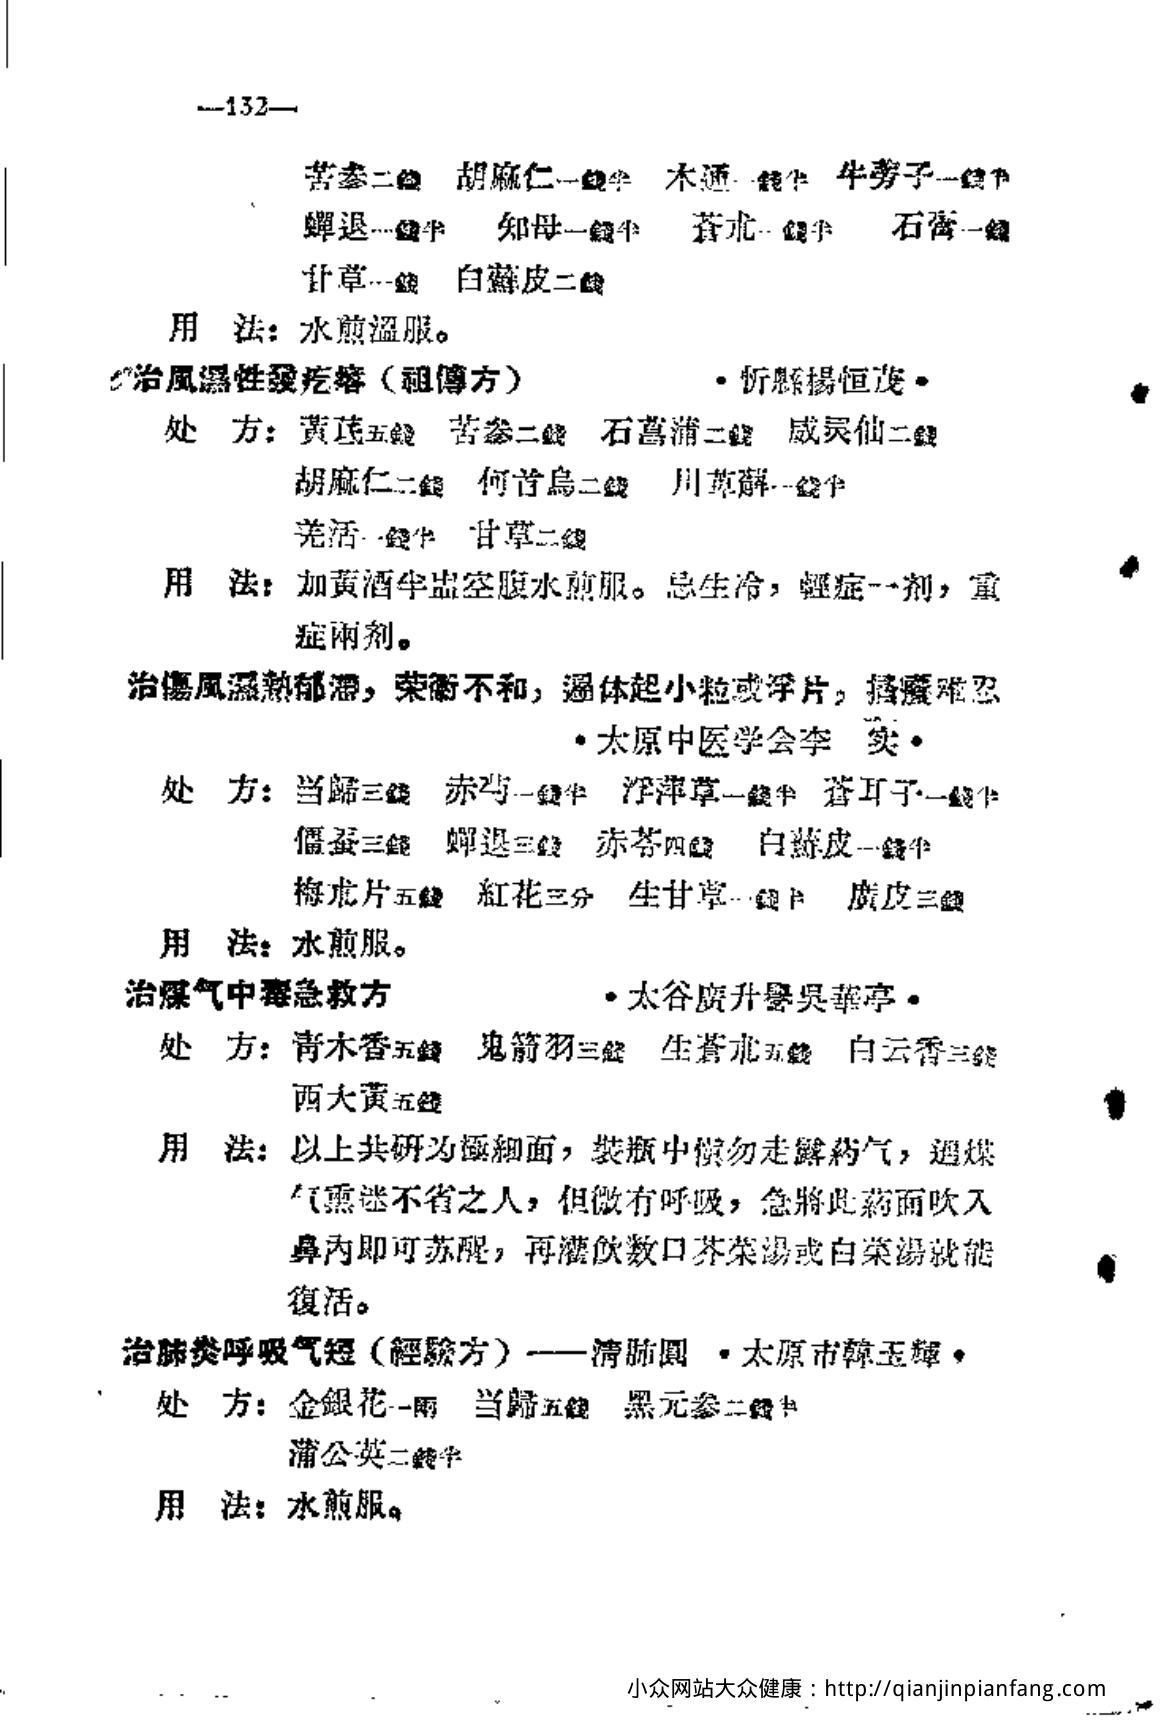 —132—
苦参二錢 胡麻仁一錢半 木通一錢半 牛蒡子一錢半
蟬退一錢半 知母一錢半 蒼朮一錢半 石膏一錢
甘草一錢 白蘚皮二錢
用 法：水煎温服。
治風濕性發疙瘩（祖傳方） •忻縣楊恒茂•
处 方：黃芪五錢 苦參二錢 石菖蒲二錢 威灵仙二錢
胡麻仁二錢 何首烏二錢 川萆薢一錢半
羌活一錢半 甘草二錢
用 法：加黃酒半盅空腹水煎服。忌生冷，輕症一剂，重
症兩剂。
治傷風濕熱郁滯，荣衞不和，遍体起小粒或浮片，搔癢难忍
•太原中医学会李 实•
处 方：当歸三錢 赤芍一錢半 浮萍草一錢半 蒼耳子一錢半
僵蚕三錢 蟬退三錢 赤苓四錢 白蘚皮一錢半
梅朮片五錢 紅花三分 生甘草一錢半 廣皮三錢
用 法：水煎服。
治煤气中毒急救方 •太谷廣升譽吳華亭•
处 方：青木香五錢 鬼箭羽三錢 生蒼朮五錢 白云香三錢
西大黃五錢
用 法：以上共研为極細面，裝瓶中慎勿走露葯气，遇煤
气熏迷不省之人，但微有呼吸，急將此葯面吹入
鼻內即可苏醒，再灌飲数口芥菜湯或白菜湯就能
復活。
治肺炎呼吸气短（經驗方）——清肺圓 •太原市韓玉輝•
处 方：金銀花一兩 当歸五錢 黑元參二錢半
蒲公英二錢半
用 法：水煎服。
小众网站大众健康：http://qianjinpianfang.com